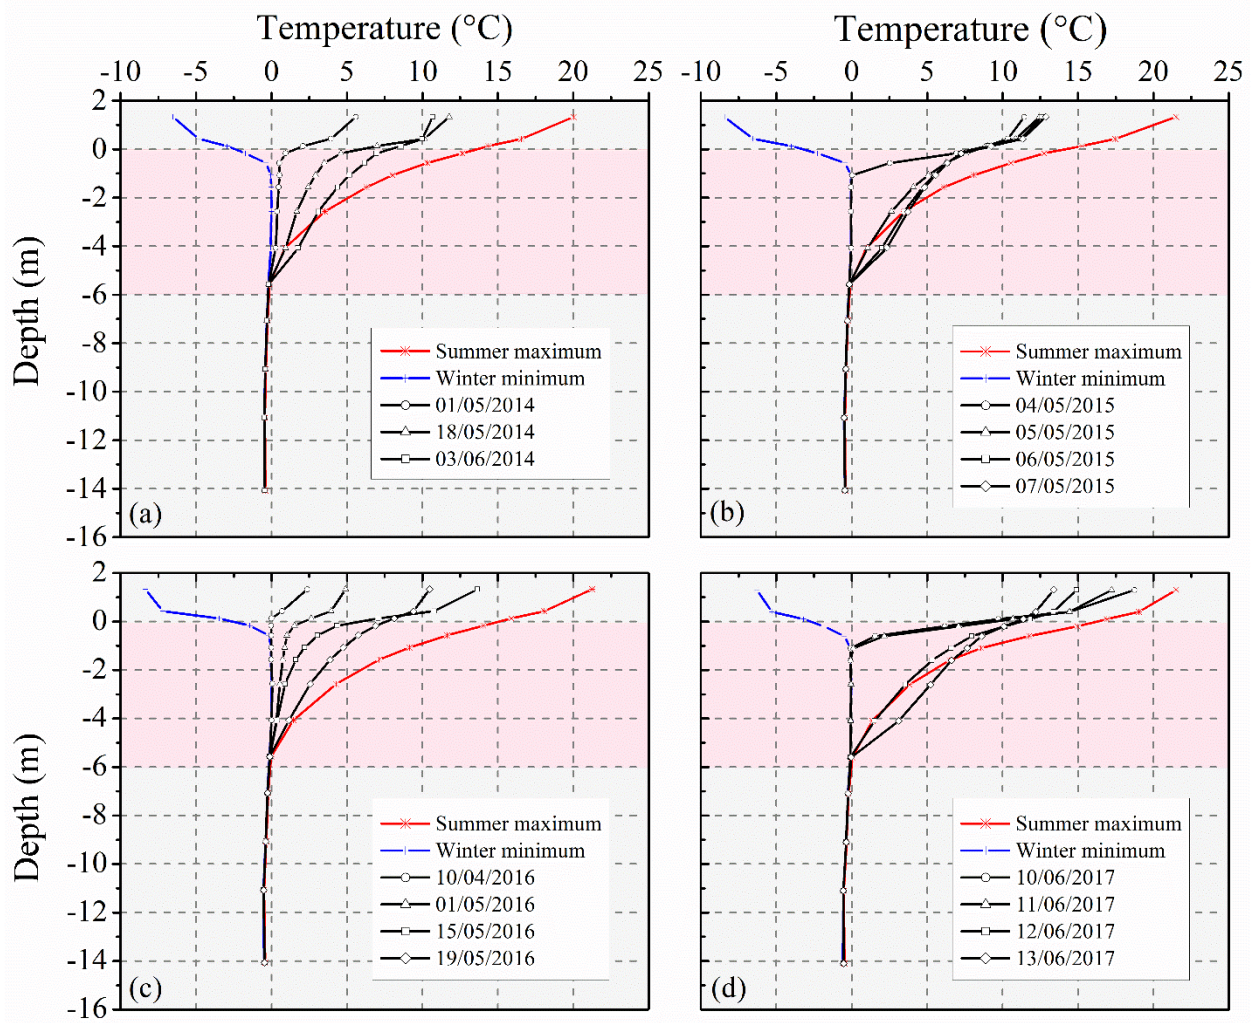 Temperature (°C)
Temperature (°C)
-10 -5 0 5 10 15 20 25
-10 -5 0 5 10 15 20 25
2
0
-2
-4
-6
-8
-10
-12
-14
-16
Depth (m)
Summer maximum
Winter minimum
01/05/2014
18/05/2014
03/06/2014
(a)
Summer maximum
Winter minimum
04/05/2015
05/05/2015
06/05/2015
07/05/2015
(b)
2
0
-2
-4
-6
-8
-10
-12
-14
-16
Depth (m)
Summer maximum
Winter minimum
10/04/2016
01/05/2016
15/05/2016
19/05/2016
(c)
Summer maximum
Winter minimum
10/06/2017
11/06/2017
12/06/2017
13/06/2017
(d)